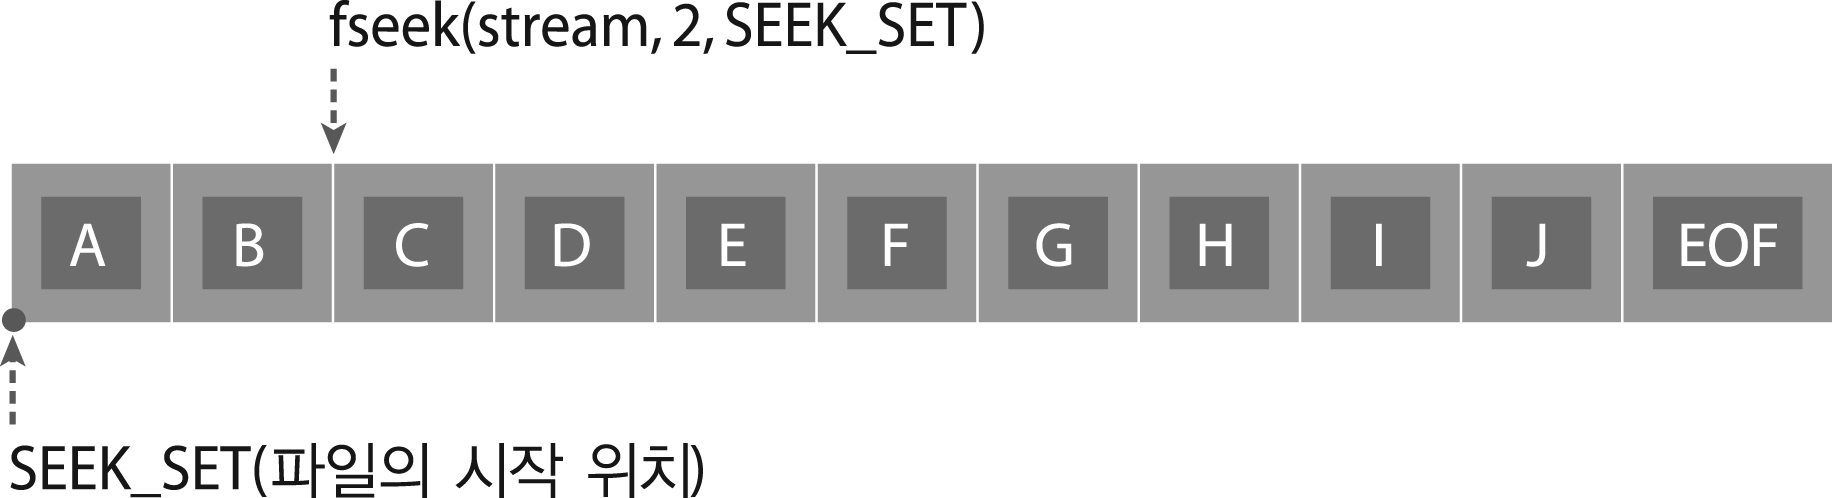 fseek(stream, 2, SEEK_SET)
A B C D E F G H I J EOF
SEEK_SET(파일의 시작 위치)